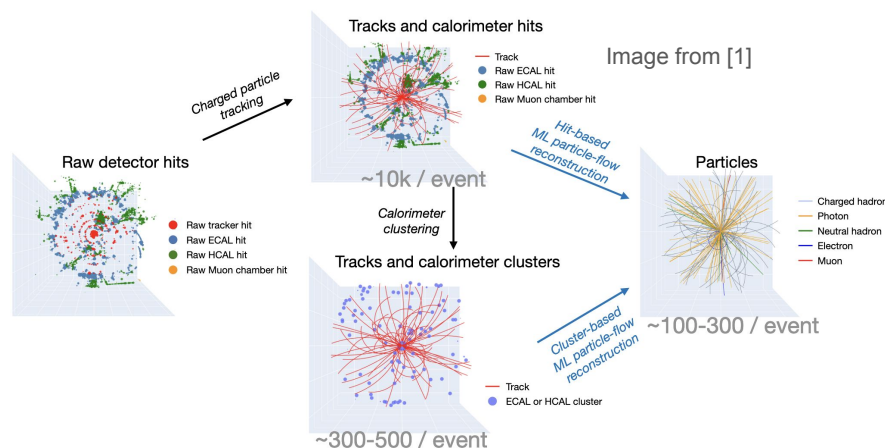 Tracks and calorimeter hits
Image from [1]
Track
Raw ECAL hit
Raw HCAL hit
Raw Muon chamber hit
Charged particle
tracking
~10k / event
Hit-based
ML particle-flow
reconstruction
Raw detector hits
Raw tracker hit
Raw ECAL hit
Raw HCAL hit
Raw Muon chamber hit
Calorimeter
clustering
Particles
Charged hadron
Photon
Neutral hadron
Electron
Muon
~100-300 / event
Tracks and calorimeter clusters
Track
ECAL or HCAL cluster
~300-500 / event
Cluster-based
ML particle-flow
reconstruction